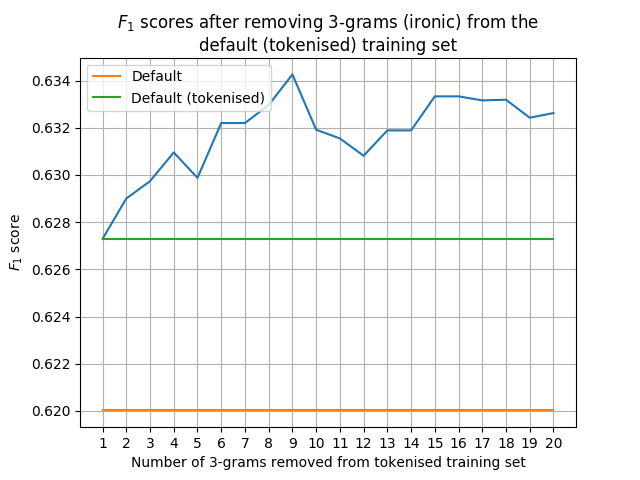 F₁ scores after removing 3-grams (ironic) from the
default (tokenised) training set
Default
Default (tokenised)
0.634
0.632
0.630
0.628
0.626
0.624
0.622
0.620
F₁ score
1 2 3 4 5 6 7 8 9 10 11 12 13 14 15 16 17 18 19 20
Number of 3-grams removed from tokenised training set